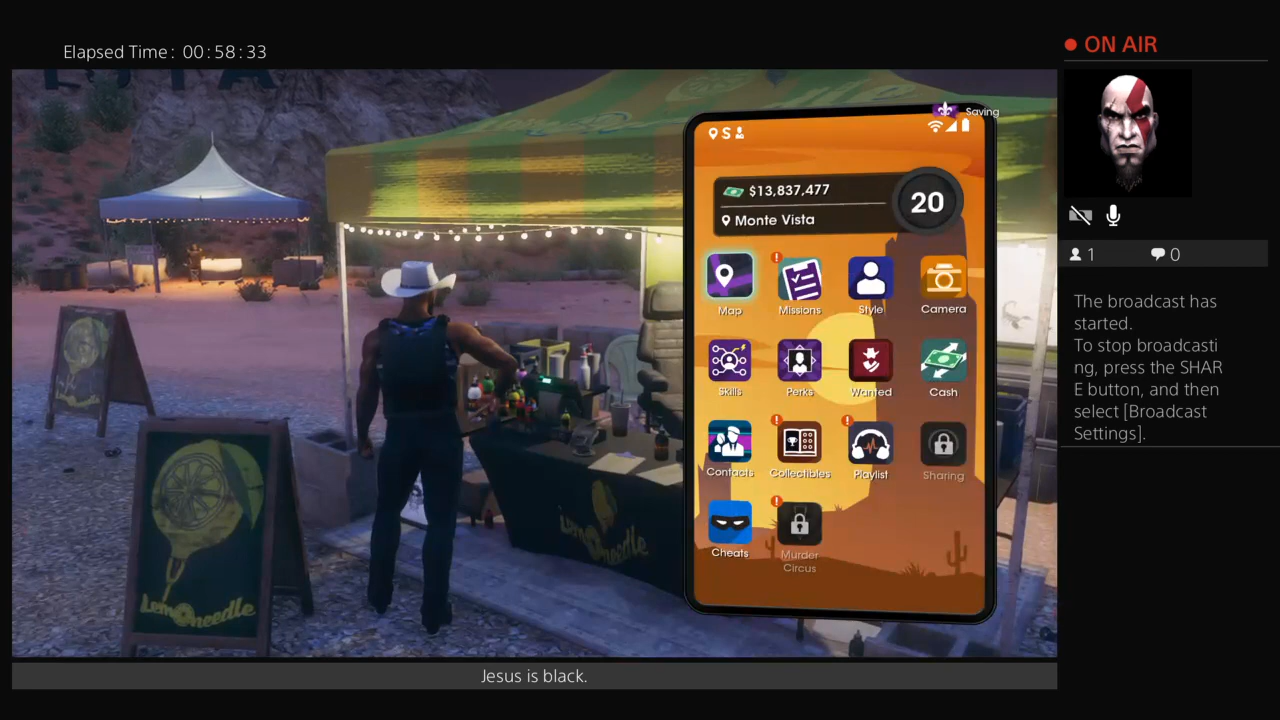 Elapsed Time: 00:58:33
ON AIR
Saving
$13,837,477
20
Monte Vista
Map
Missions
Style
Camera
Skills
Perks
Wanted
Cash
Contacts
Collectibles
Playlist
Sharing
Cheats
Murder
Circus
LemOneedle
LemOneedle
1
0
The broadcast has
started.
To stop broadcasti
ng, press the SHAR
E button, and then
select [Broadcast
Settings].
Jesus is black.